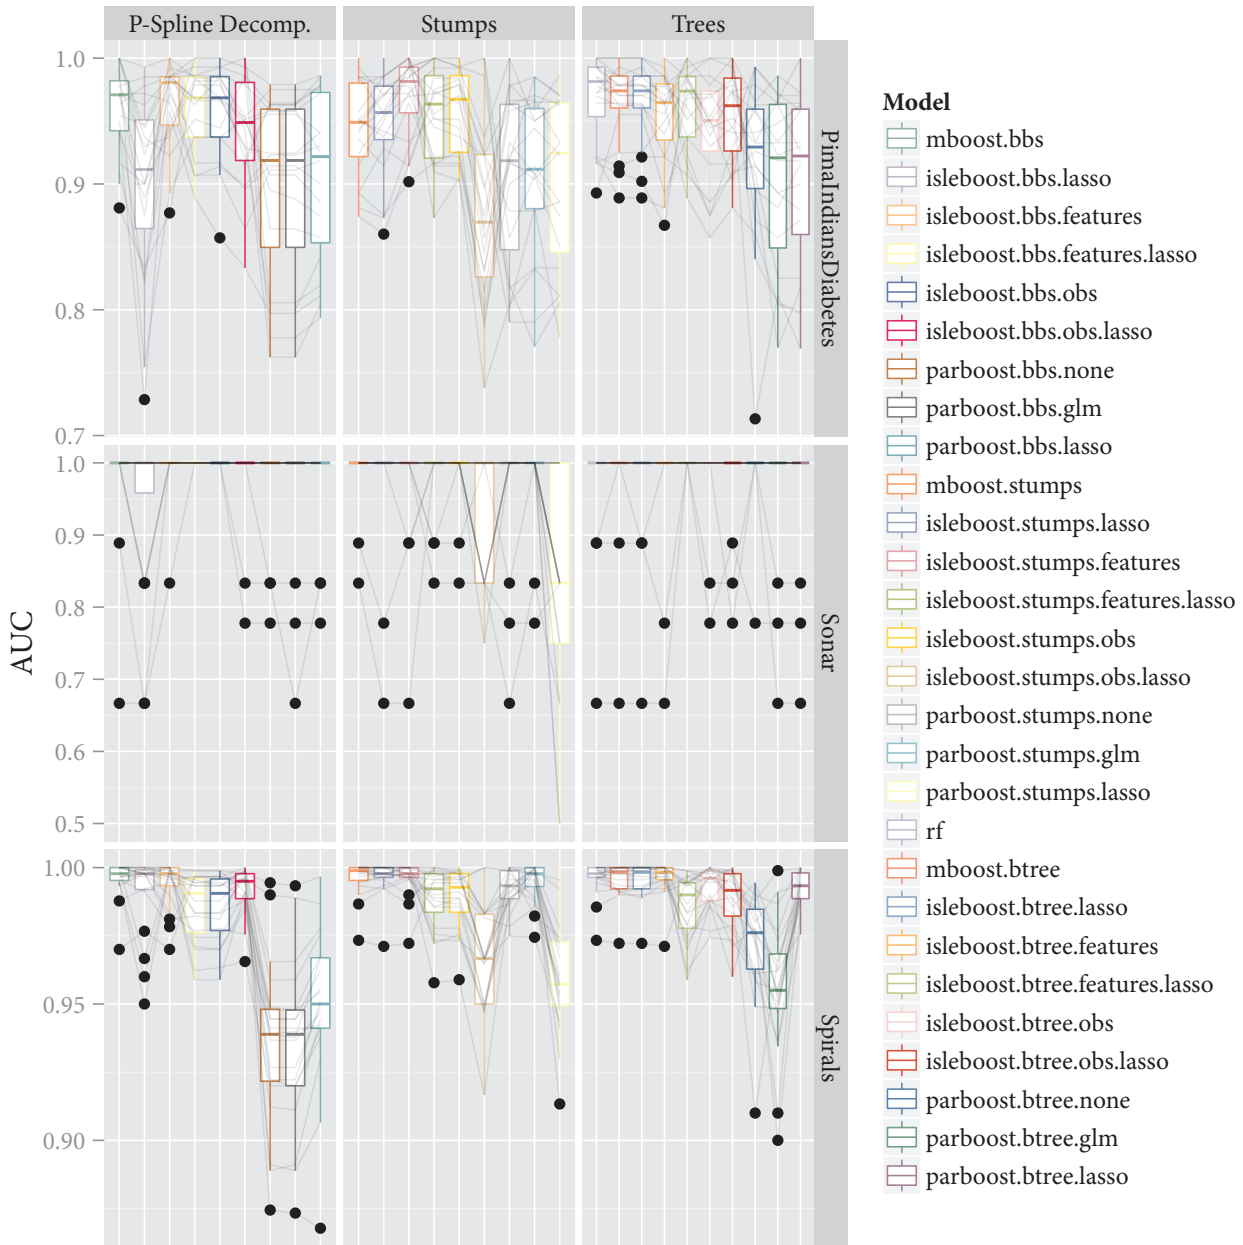 P-Spline Decomp.
Stumps
Trees
1.0
0.9
0.8
0.7
PimaIndiansDiabetes
1.0
0.9
0.8
0.7
0.6
0.5
Sonar
1.00
0.95
0.90
Spirals
AUC
Model
mboost.bbs
isleboost.bbs.lasso
isleboost.bbs.features
isleboost.bbs.features.lasso
isleboost.bbs.obs
isleboost.bbs.obs.lasso
parboost.bbs.none
parboost.bbs.glm
parboost.bbs.lasso
mboost.stumps
isleboost.stumps.lasso
isleboost.stumps.features
isleboost.stumps.features.lasso
isleboost.stumps.obs
isleboost.stumps.obs.lasso
parboost.stumps.none
parboost.stumps.glm
parboost.stumps.lasso
rf
mboost.btree
isleboost.btree.lasso
isleboost.btree.features
isleboost.btree.features.lasso
isleboost.btree.obs
isleboost.btree.obs.lasso
parboost.btree.none
parboost.btree.glm
parboost.btree.lasso